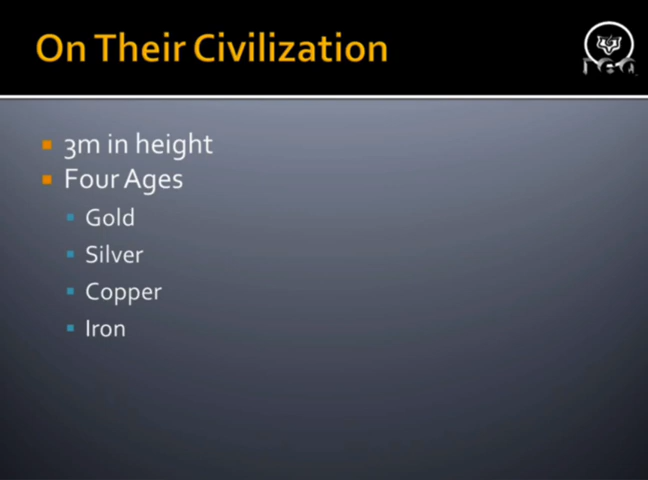 On Their Civilization
3m in height
Four Ages
Gold
Silver
Copper
Iron